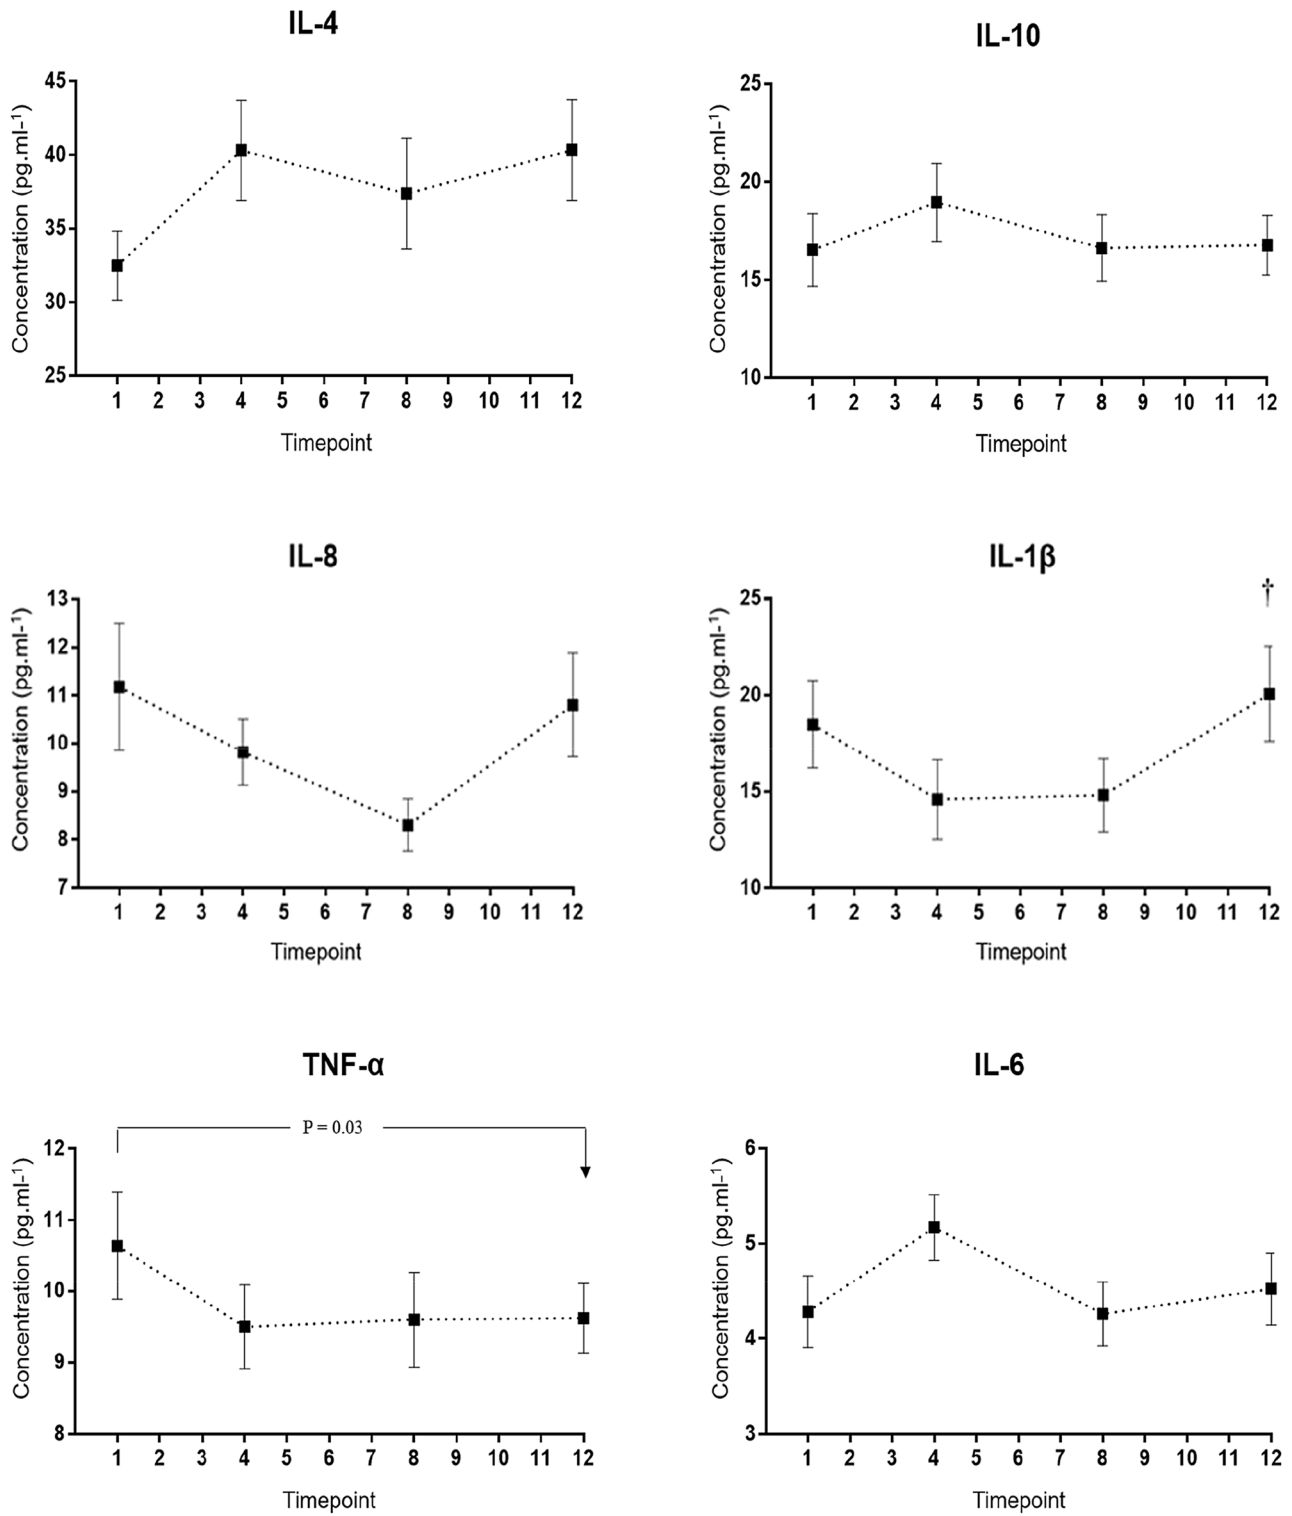 IL-4
Concentration (pg.ml-¹)
45
40
35
30
25
1 2 3 4 5 6 7 8 9 10 11 12
Timepoint
IL-10
Concentration (pg.ml-¹)
25
20
15
10
1 2 3 4 5 6 7 8 9 10 11 12
Timepoint
IL-8
Concentration (pg.ml-¹)
13
12
11
10
9
8
7
1 2 3 4 5 6 7 8 9 10 11 12
Timepoint
IL-1β
†
Concentration (pg.ml-¹)
25
20
15
10
1 2 3 4 5 6 7 8 9 10 11 12
Timepoint
TNF-α
P = 0.03
Concentration (pg.ml-¹)
12
11
10
9
8
1 2 3 4 5 6 7 8 9 10 11 12
Timepoint
IL-6
Concentration (pg.ml-¹)
6
5
4
3
1 2 3 4 5 6 7 8 9 10 11 12
Timepoint